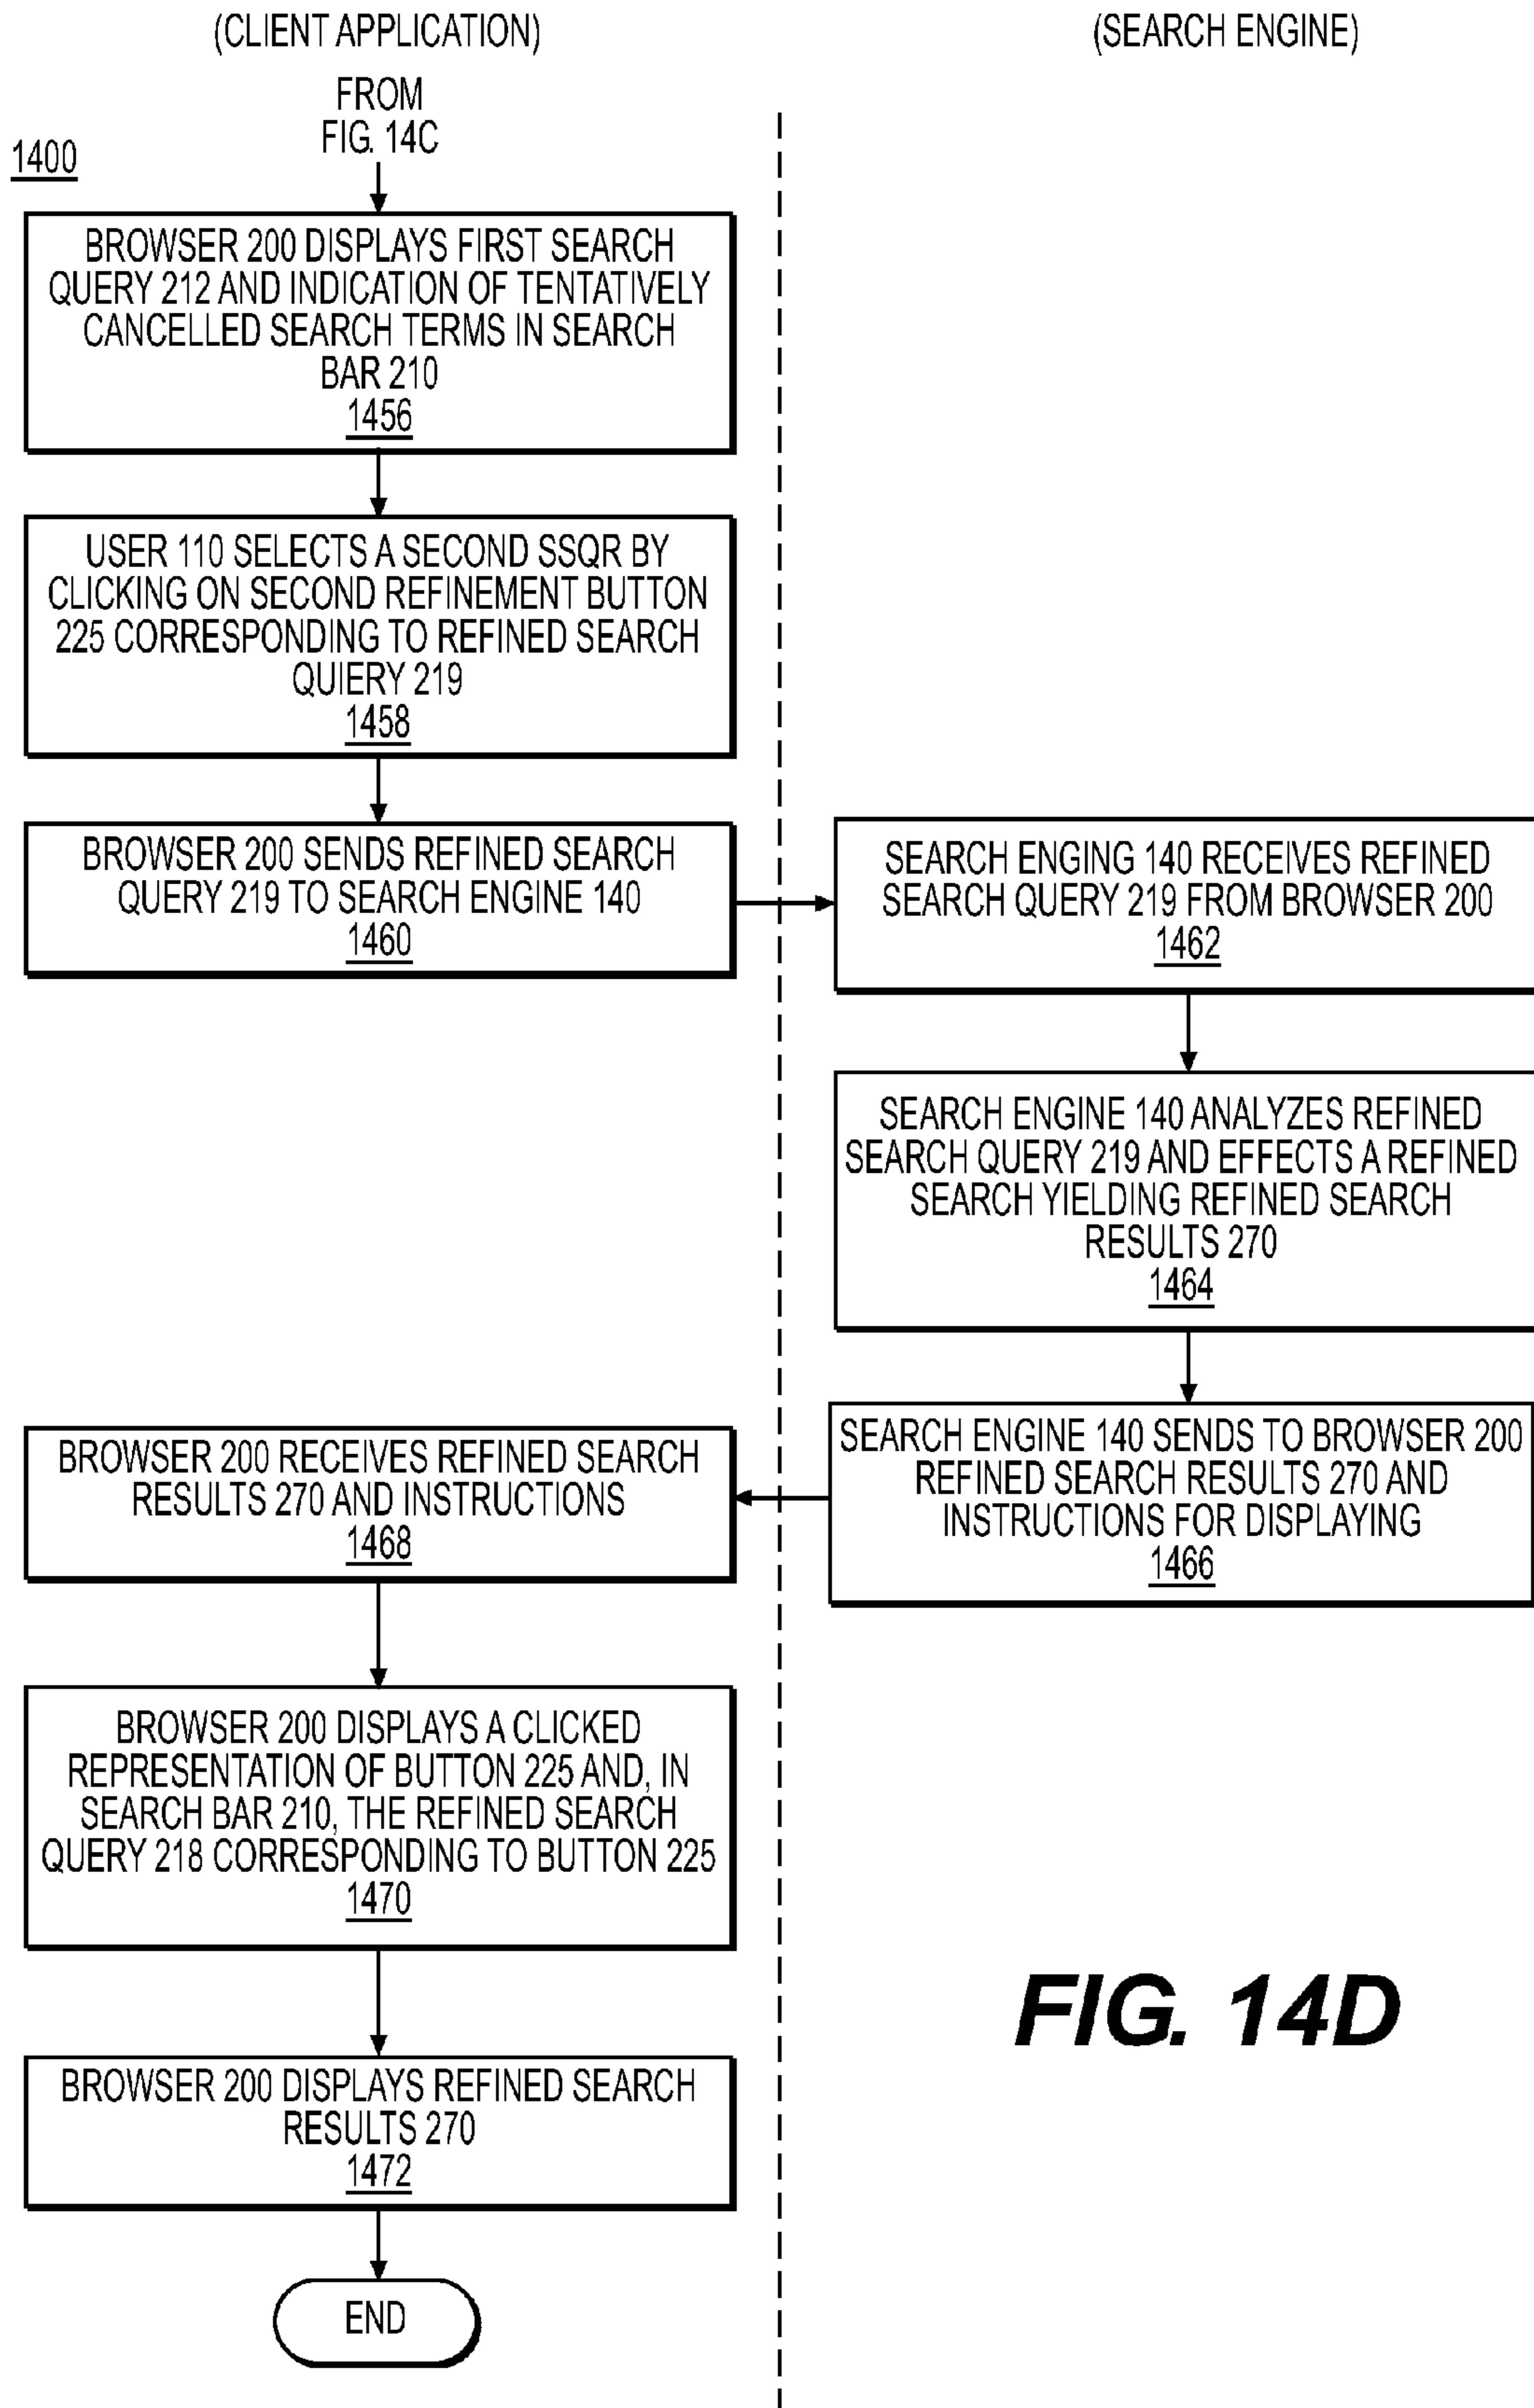 (CLIENT APPLICATION)
(SEARCH ENGINE)
FROM
FIG. 14C
1400
BROWSER 200 DISPLAYS FIRST SEARCH
QUERY 212 AND INDICATION OF TENTATIVELY
CANCELLED SEARCH TERMS IN SEARCH
BAR 210
1456
USER 110 SELECTS A SECOND SSQR BY
CLICKING ON SECOND REFINEMENT BUTTON
225 CORRESPONDING TO REFINED SEARCH
QUIERY 219
1458
BROWSER 200 SENDS REFINED SEARCH
QUERY 219 TO SEARCH ENGINE 140
1460
SEARCH ENGING 140 RECEIVES REFINED
SEARCH QUERY 219 FROM BROWSER 200
1462
SEARCH ENGINE 140 ANALYZES REFINED
SEARCH QUERY 219 AND EFFECTS A REFINED
SEARCH YIELDING REFINED SEARCH
RESULTS 270
1464
SEARCH ENGINE 140 SENDS TO BROWSER 200
REFINED SEARCH RESULTS 270 AND
INSTRUCTIONS FOR DISPLAYING
1466
BROWSER 200 RECEIVES REFINED SEARCH
RESULTS 270 AND INSTRUCTIONS
1468
BROWSER 200 DISPLAYS A CLICKED
REPRESENTATION OF BUTTON 225 AND, IN
SEARCH BAR 210, THE REFINED SEARCH
QUERY 218 CORRESPONDING TO BUTTON 225
1470
BROWSER 200 DISPLAYS REFINED SEARCH
RESULTS 270
1472
END
FIG. 14D